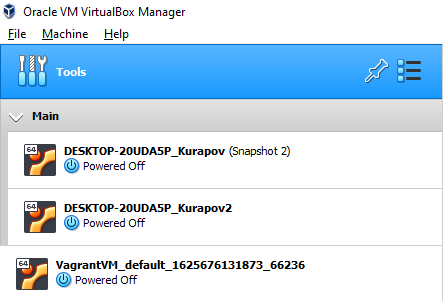 Oracle VM VirtualBox Manager
File Machine Help
Tools
Main
64
DESKTOP-20UDA5P_Kurapov (Snapshot 2)
Powered Off
64
DESKTOP-20UDA5P_Kurapov2
Powered Off
64
VagrantVM_default_1625676131873_66236
Powered Off